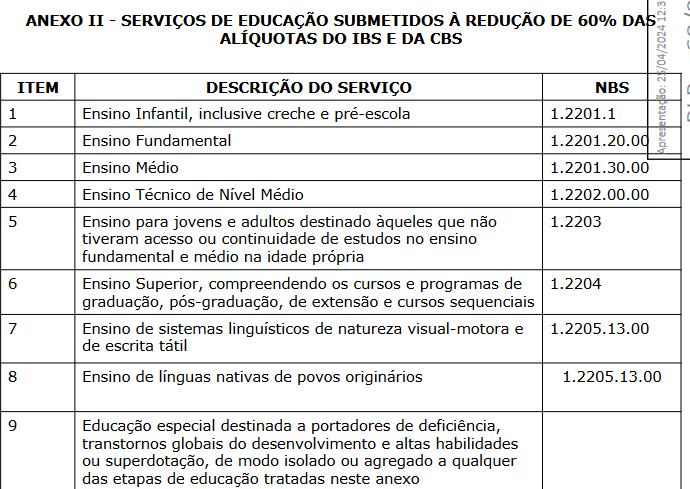 ANEXO II - SERVIÇOS DE EDUCAÇÃO SUBMETIDOS À REDUÇÃO DE 60% DAS
ALÍQUOTAS DO IBS E DA CBS
ITEM DESCRIÇÃO DO SERVIÇO NBS
1 Ensino Infantil, inclusive creche e pré-escola 1.2201.1
2 Ensino Fundamental 1.2201.20.00
3 Ensino Médio 1.2201.30.00
4 Ensino Técnico de Nível Médio 1.2202.00.00
5 Ensino para jovens e adultos destinado àqueles que não 1.2203
tiveram acesso ou continuidade de estudos no ensino
fundamental e médio na idade própria
6 Ensino Superior, compreendendo os cursos e programas de 1.2204
graduação, pós-graduação, de extensão e cursos sequenciais
7 Ensino de sistemas linguísticos de natureza visual-motora e 1.2205.13.00
de escrita tátil
8 Ensino de línguas nativas de povos originários 1.2205.13.00
9 Educação especial destinada a portadores de deficiência,
transtornos globais do desenvolvimento e altas habilidades
ou superdotação, de modo isolado ou agregado a qualquer
das etapas de educação tratadas neste anexo
Apresentação: 25/04/2024 12:3